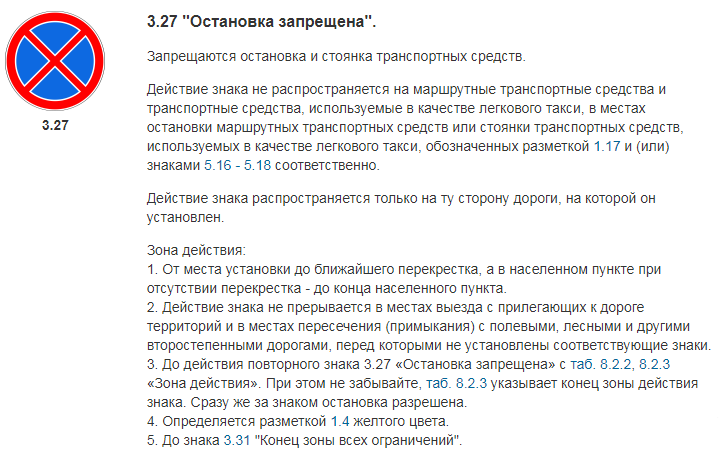 3.27 "Остановка запрещена".
Запрещаются остановка и стоянка транспортных средств.
3.27
Действие знака не распространяется на маршрутные транспортные средства и
транспортные средства, используемые в качестве легкового такси, в местах
остановки маршрутных транспортных средств или стоянки транспортных средств,
используемых в качестве легкового такси, обозначенных разметкой 1.17 и (или)
знаками 5.16 - 5.18 соответственно.
Действие знака распространяется только на ту сторону дороги, на которой он
установлен.
Зона действия:
1. От места установки до ближайшего перекрестка, а в населенном пункте при
отсутствии перекрестка - до конца населенного пункта.
2. Действие знака не прерывается в местах выезда с прилегающих к дороге
территорий и в местах пересечения (примыкания) с полевыми, лесными и другими
второстепенными дорогами, перед которыми не установлены соответствующие знаки.
3. До действия повторного знака 3.27 «Остановка запрещена» с таб. 8.2.2, 8.2.3
«Зона действия». При этом не забывайте, таб. 8.2.3 указывает конец зоны действия
знака. Сразу же за знаком остановка разрешена.
4. Определяется разметкой 1.4 желтого цвета.
5. До знака 3.31 "Конец зоны всех ограничений".